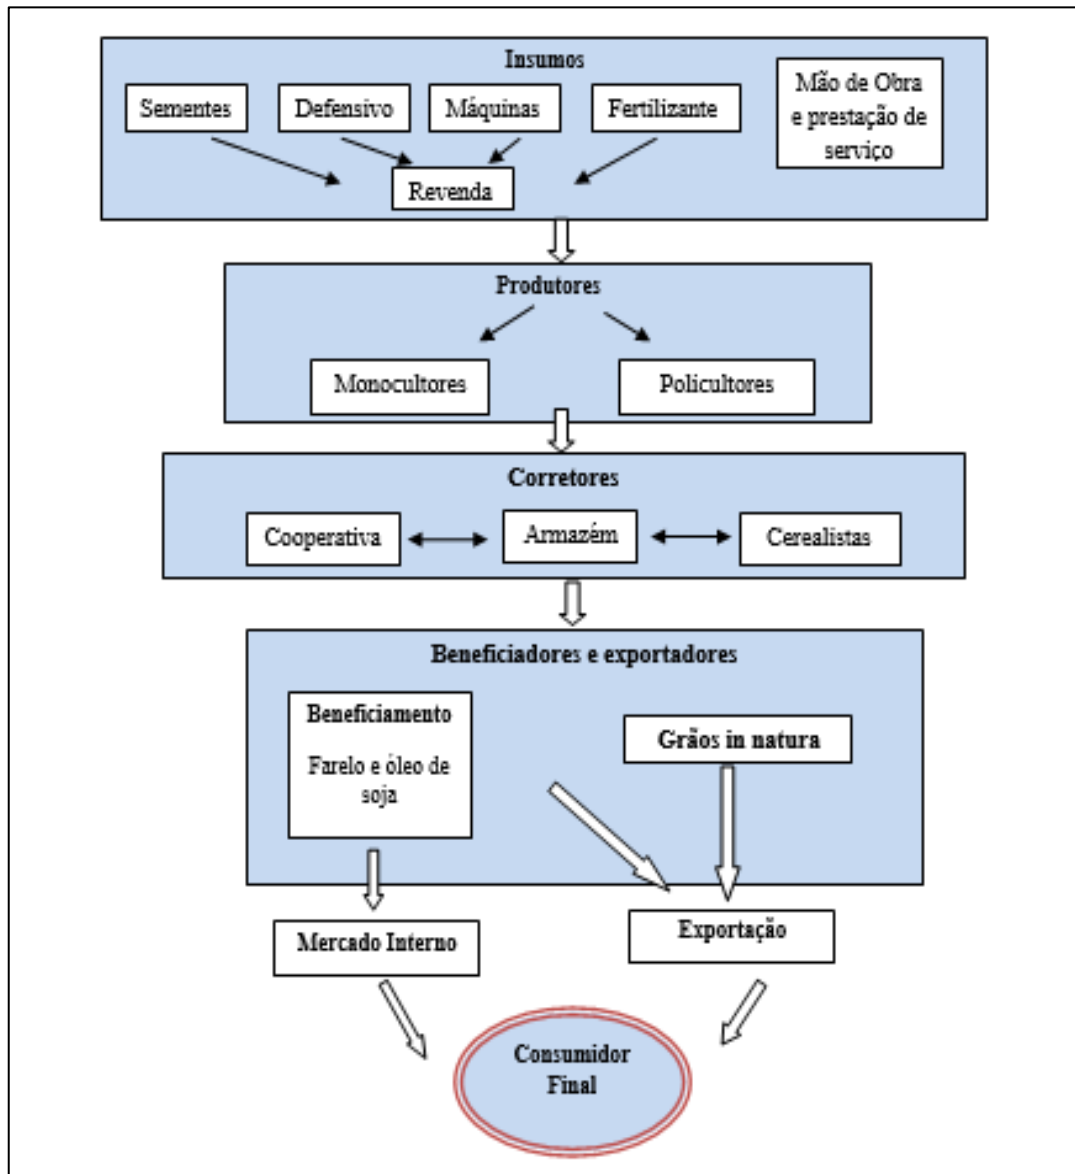 Insumos
Sementes
Defensivo
Máquinas
Fertilizante
Mão de Obra
e prestação de
serviço
Revenda
Produtores
Monocultores
Policultores
Corretores
Cooperativa
Armazém
Cerealistas
Beneficiadores e exportadores
Beneficiamento
Farelo e óleo de
soja
Grãos in natura
Mercado Interno
Exportação
Consumidor
Final